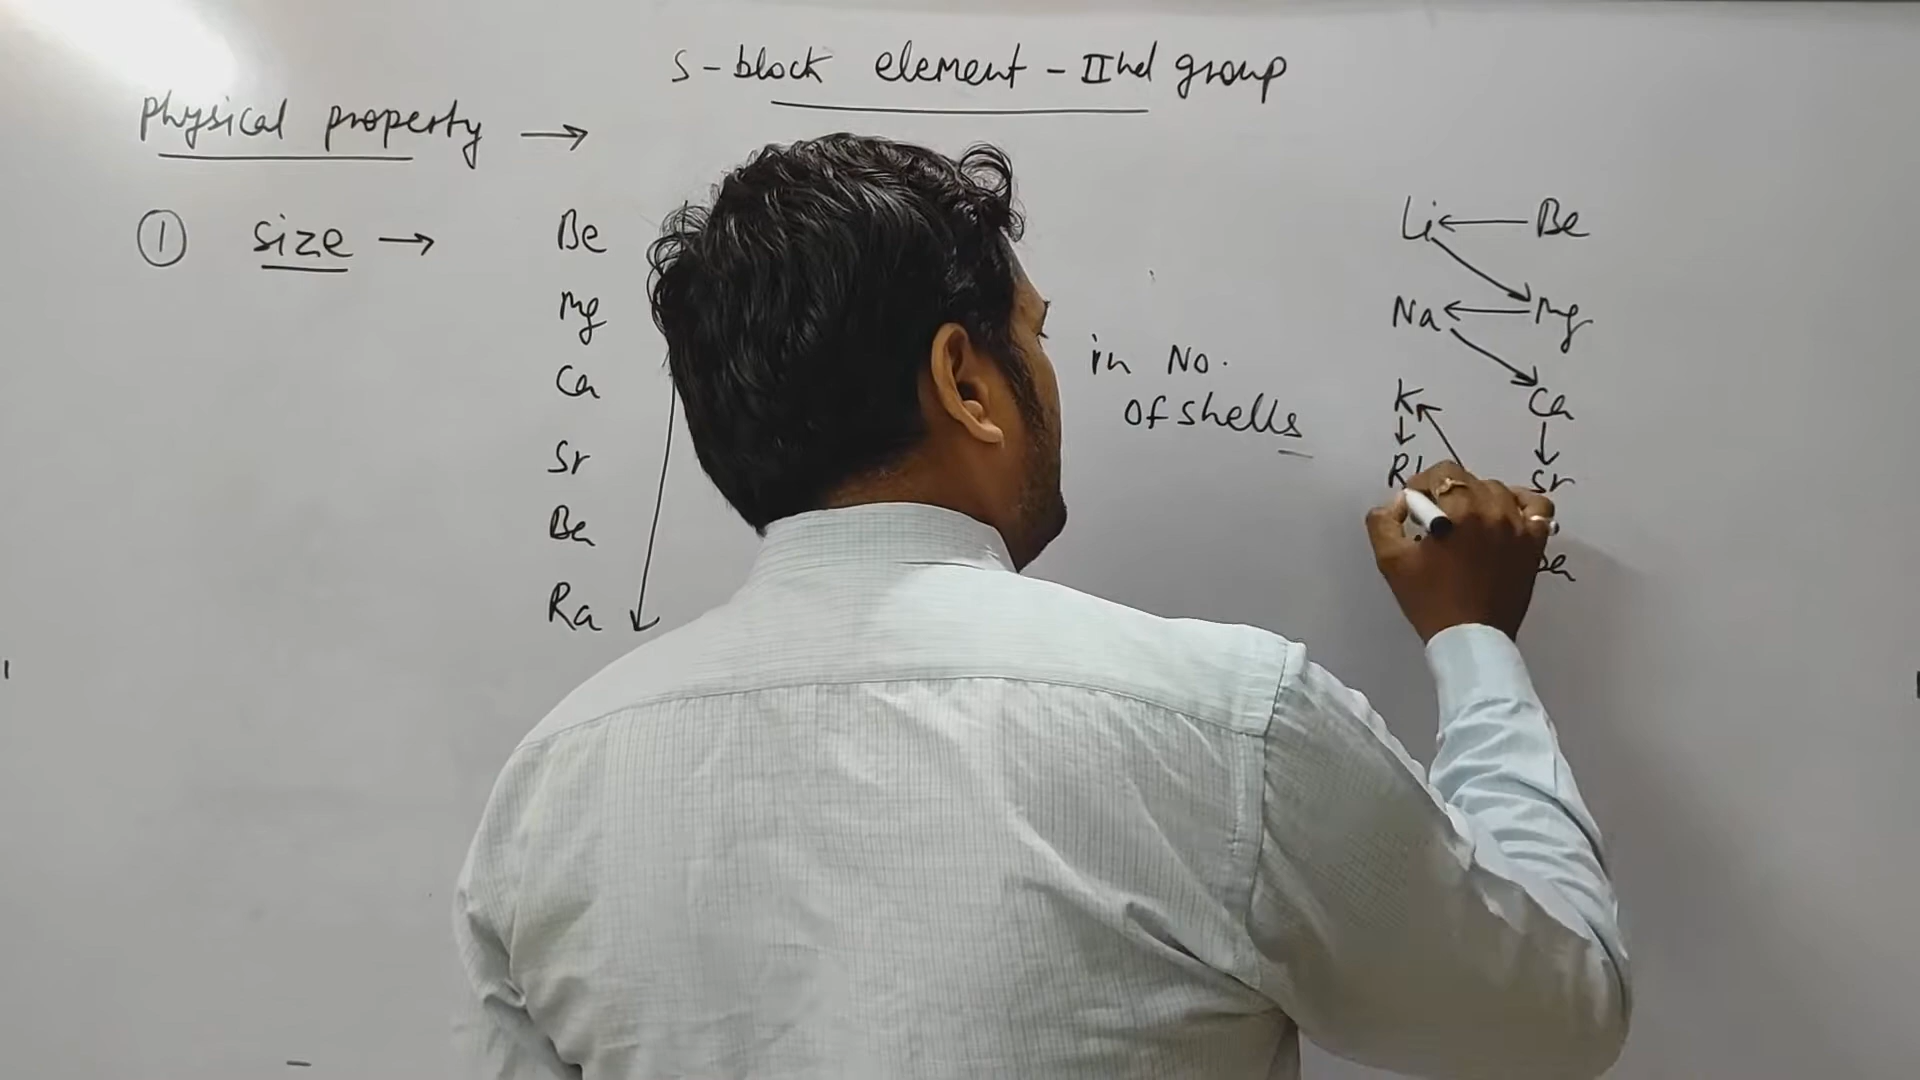 S-block element - IInd group
Physical property →
① size →
Be
Mg
Ca
Sr
Ba
Ra
in No.
of shells
Li ← Be
Na ← Mg
K Ca
↓ ↓
Sr